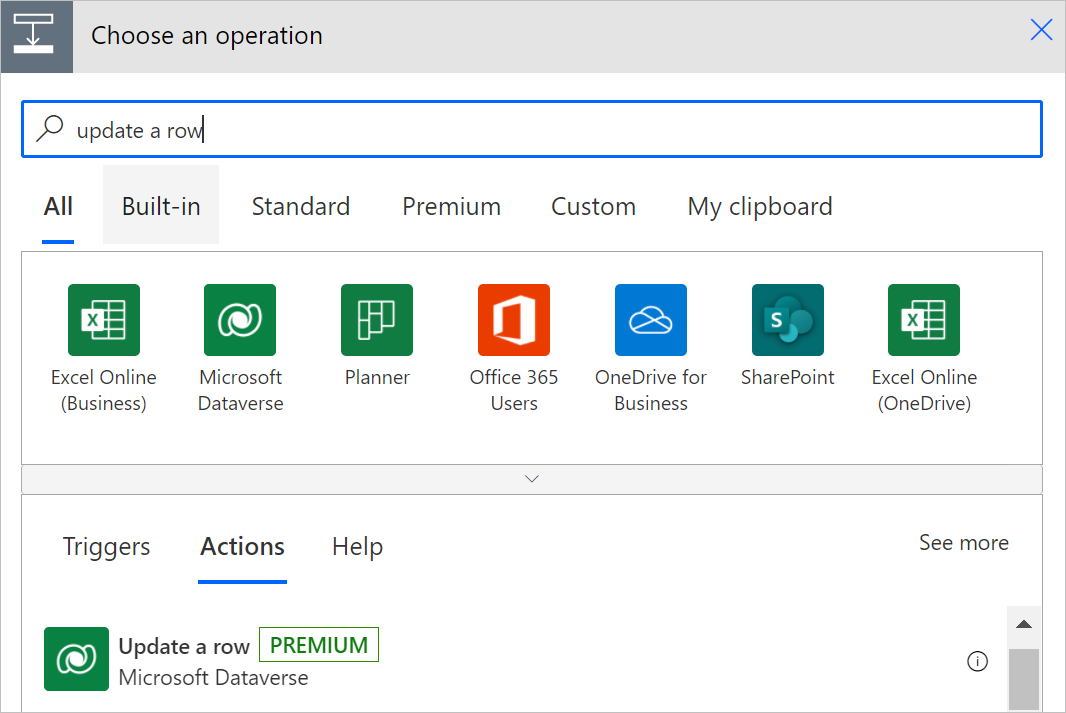 Choose an operation
update a row
All Built-in Standard Premium Custom My clipboard
X X
S
Excel Online Microsoft Planner Office 365 OneDrive for SharePoint Excel Online
(Business) Dataverse Users Business (OneDrive)
Triggers Actions Help See more
Update a row PREMIUM
Microsoft Dataverse